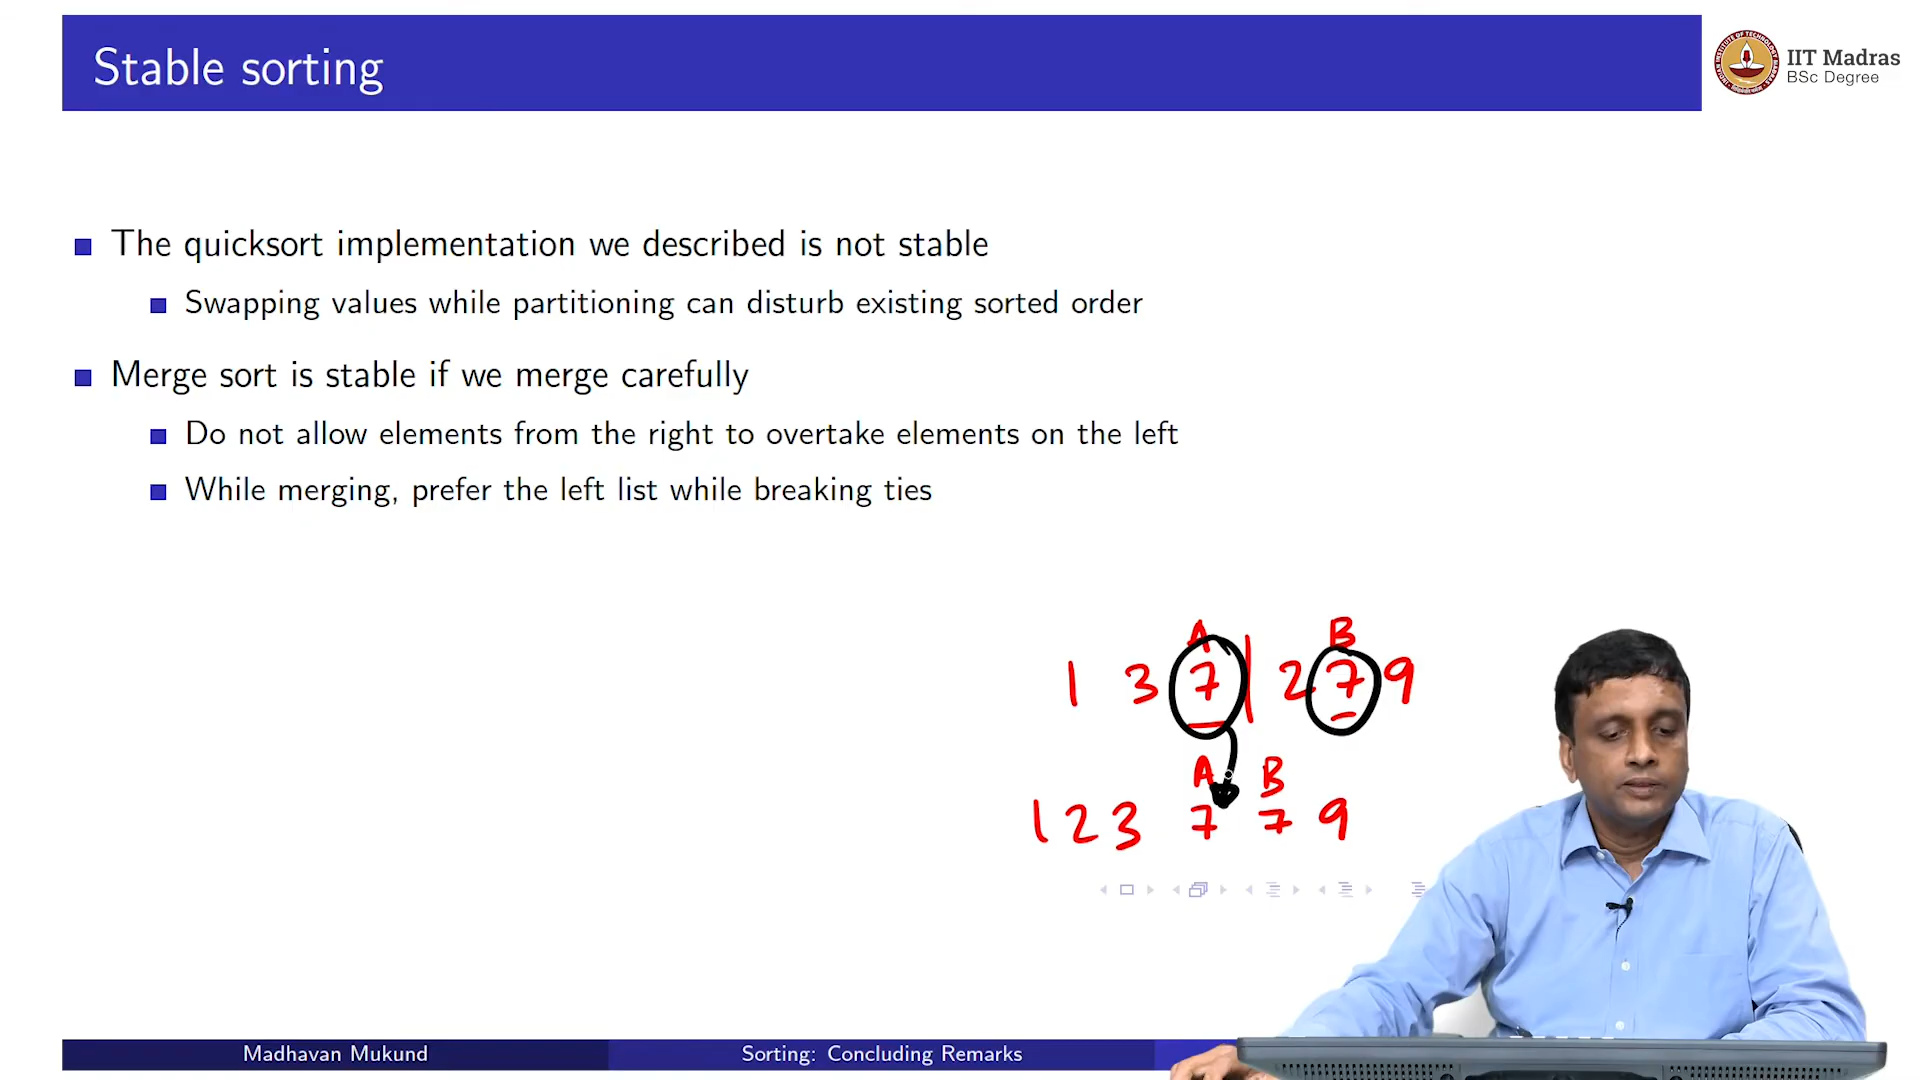 Stable sorting
IIT Madras
BSc Degree
The quicksort implementation we described is not stable
Swapping values while partitioning can disturb existing sorted order
Merge sort is stable if we merge carefully
Do not allow elements from the right to overtake elements on the left
While merging, prefer the left list while breaking ties
A B
1 3 7 | 2 7 9
A B
1 2 3 7 7 9
Madhavan Mukund
Sorting: Concluding Remarks